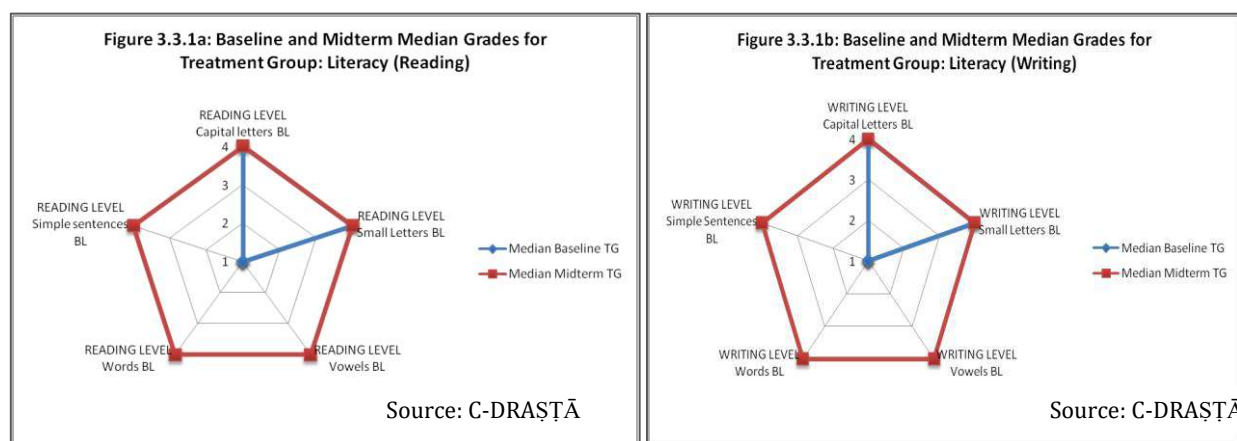 Figure 3.3.1a: Baseline and Midterm Median Grades for
Treatment Group: Literacy (Reading)
READING LEVEL
Capital letters BL
4
3
2
1
READING LEVEL
Small Letters BL
READING LEVEL
Vowels BL
READING LEVEL
Words BL
READING LEVEL
Simple sentences
BL
Median Baseline TG
Median Midterm TG
Source: C-DRAṢṬĀ
Figure 3.3.1b: Baseline and Midterm Median Grades for
Treatment Group: Literacy (Writing)
WRITING LEVEL
Capital Letters BL
4
3
2
1
WRITING LEVEL
Small Letters BL
WRITING LEVEL
Vowels BL
WRITING LEVEL
Words BL
WRITING LEVEL
Simple Sentences
BL
Median Baseline TG
Median Midterm TG
Source: C-DRAṢṬĀ